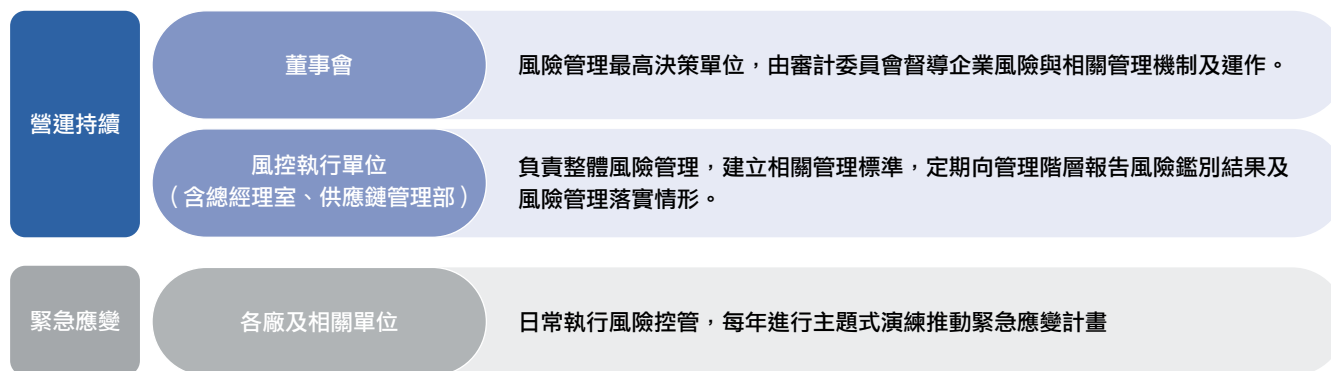 營運持續
董事會
風險管理最高決策單位，由審計委員會督導企業風險與相關管理機制及運作。
風控執行單位
（含總經理室、供應鏈管理部）
負責整體風險管理，建立相關管理標準，定期向管理階層報告風險鑑別結果及
風險管理落實情形。
緊急應變
各廠及相關單位
日常執行風險控管，每年進行主題式演練推動緊急應變計畫